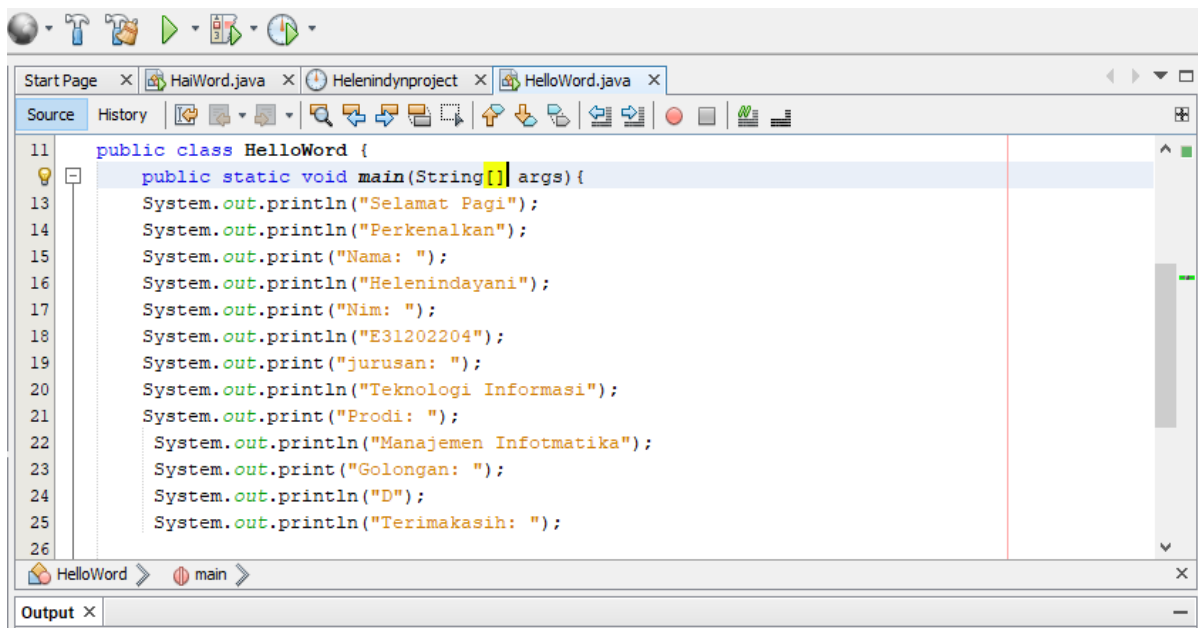 Start Page HaiWord.java Helenindynproject HelloWord.java
Source History
11 public class HelloWord {
public static void main(String[] args){
13 System.out.println("Selamat Pagi");
14 System.out.println("Perkenalkan");
15 System.out.print("Nama: ");
16 System.out.println("Helenindayani");
17 System.out.print("Nim: ");
18 System.out.println("E31202204");
19 System.out.print("jurusan: ");
20 System.out.println("Teknologi Informasi");
21 System.out.print("Prodi: ");
22 System.out.println("Manajemen Infotmatika");
23 System.out.print("Golongan: ");
24 System.out.println("D");
25 System.out.println("Terimakasih: ");
26
HelloWord main
Output